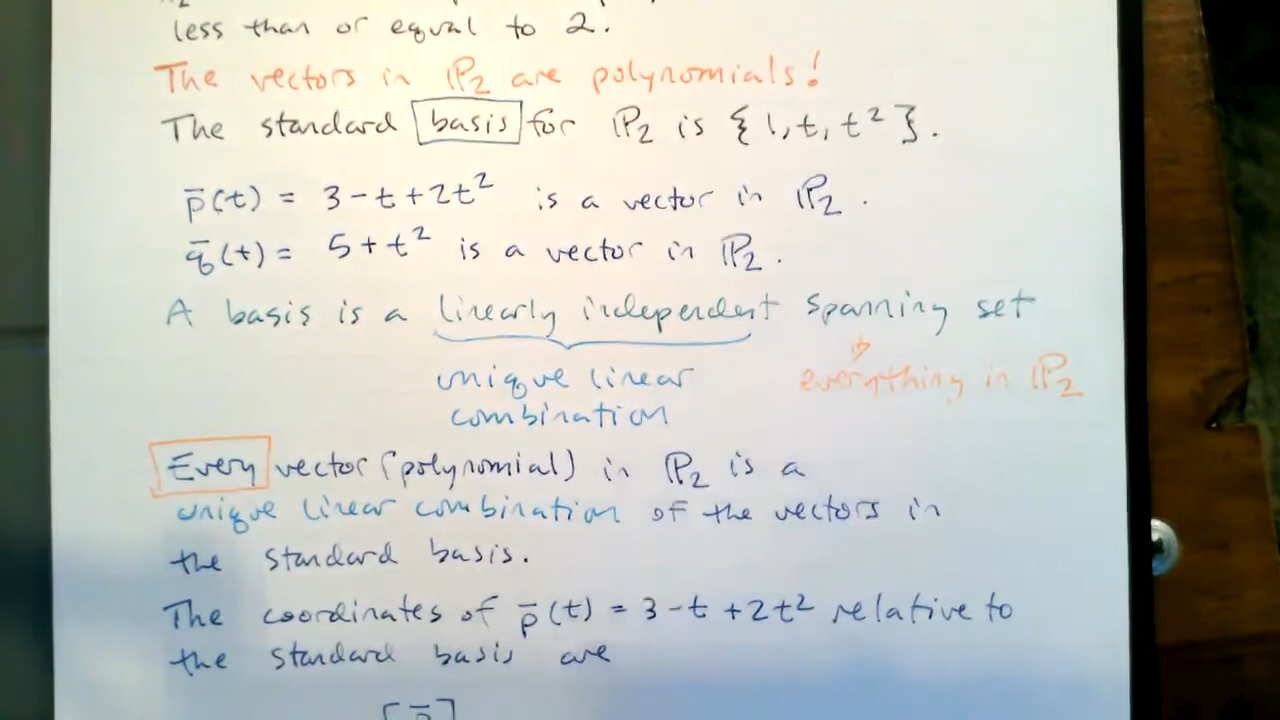 less than or equal to 2.
The vectors in ℙ₂ are polynomials!
The standard basis for ℙ₂ is {1, t, t²}.
p̄(t) = 3 - t + 2t² is a vector in ℙ₂.
q̄(t) = 5 + t² is a vector in ℙ₂.
A basis is a linearly independent spanning set
unique linear everything in ℙ₂
combination
Every vector (polynomial) in ℙ₂ is a
unique linear combination of the vectors in
the standard basis.
The coordinates of p̄(t) = 3 - t + 2t² relative to
the standard basis are